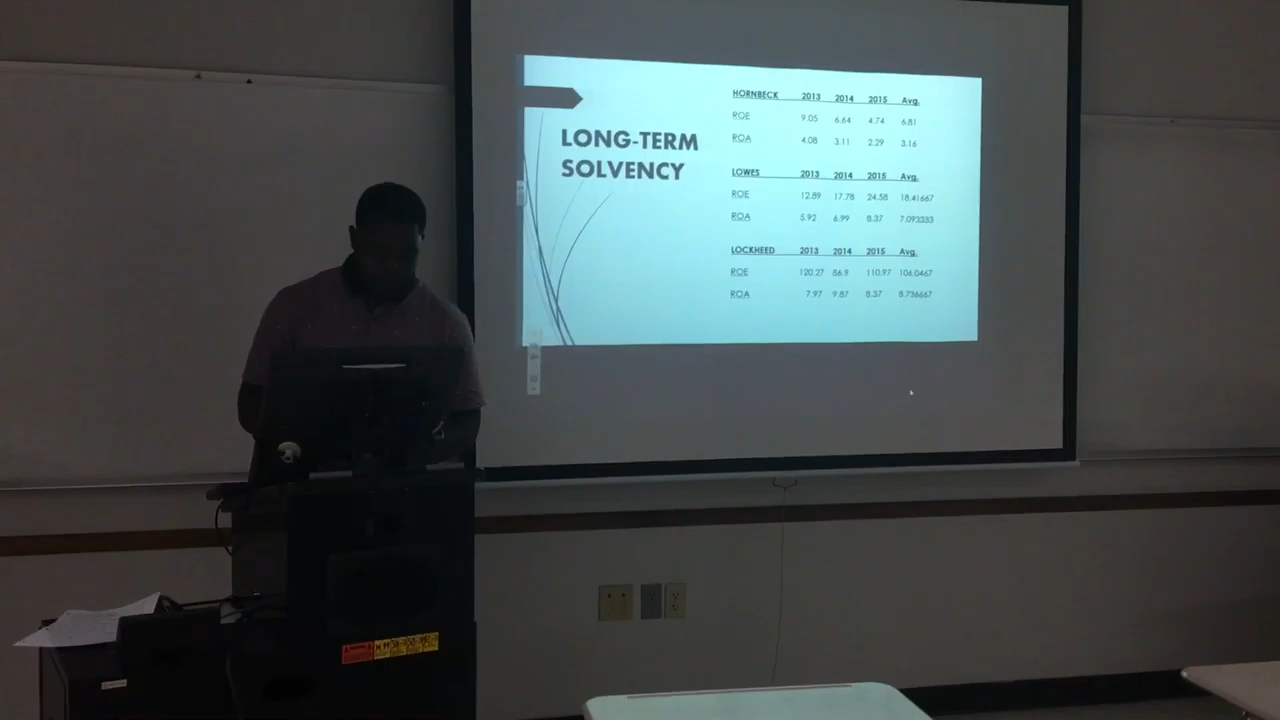 LONG-TERM
SOLVENCY
HORNBECK 2013 2014 2015 Avg.
ROE 9.05 6.64 4.74 6.81
ROA 4.08 3.11 2.29 3.16
LOWES 2013 2014 2015 Avg.
ROE 12.89 17.78 24.58 18.41667
ROA 5.92 6.99 8.37 7.093333
LOCKHEED 2013 2014 2015 Avg.
ROE 120.27 86.9 110.97 106.0467
ROA 7.97 9.87 8.37 8.736667